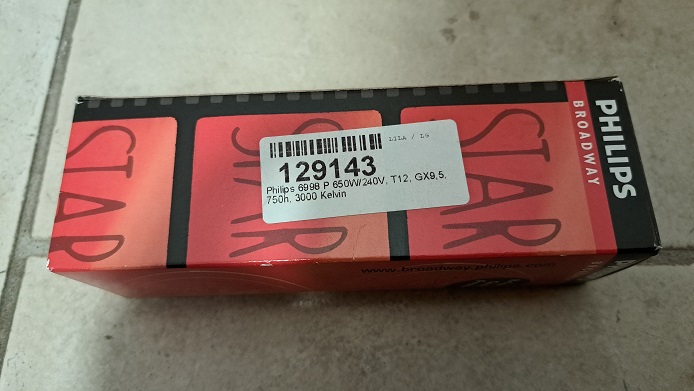 STAR
STAR
STAR
PHILIPS
BROADWAY
129143
Philips 6998 P 650W/240V, T12, GX9,5,
750h, 3000 Kelvin
www.broadway.philips.com